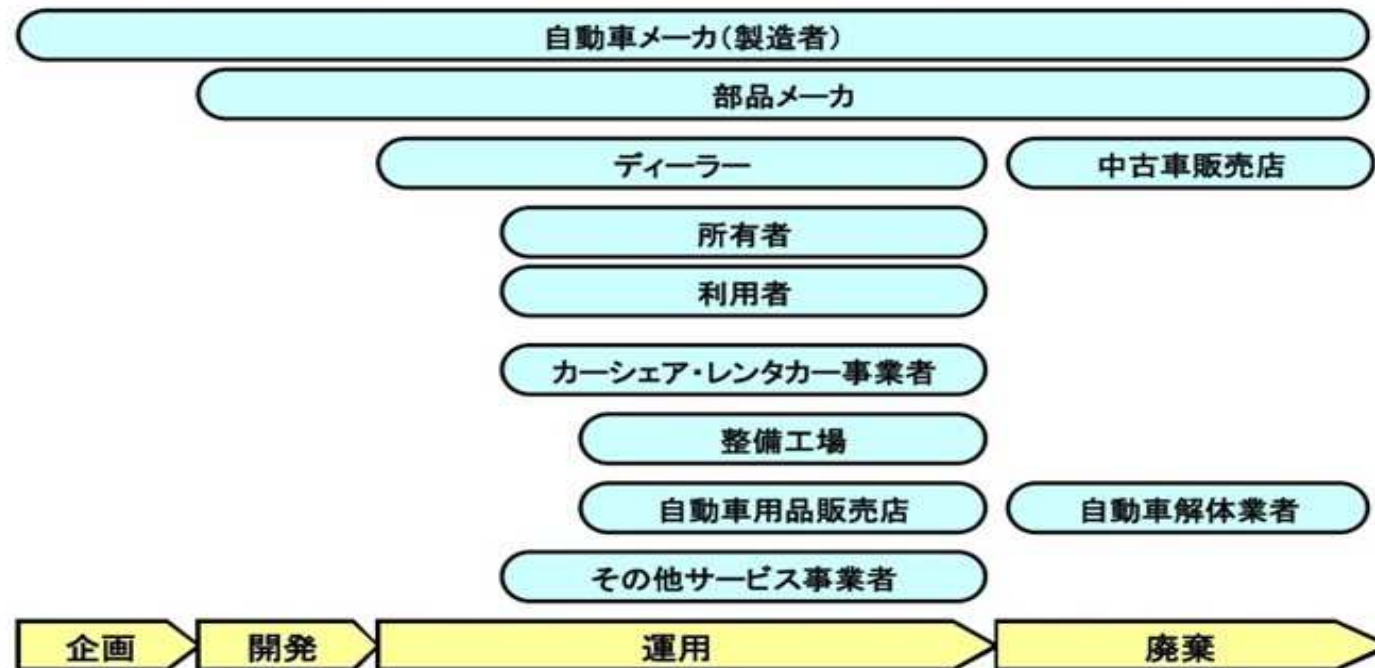 自動車メーカ(製造者)
部品メーカ
ディーラー
中古車販売店
所有者
利用者
カーシェア・レンタカー事業者
整備工場
自動車用品販売店
自動車解体業者
その他サービス事業者
企画
開発
運用
廃棄